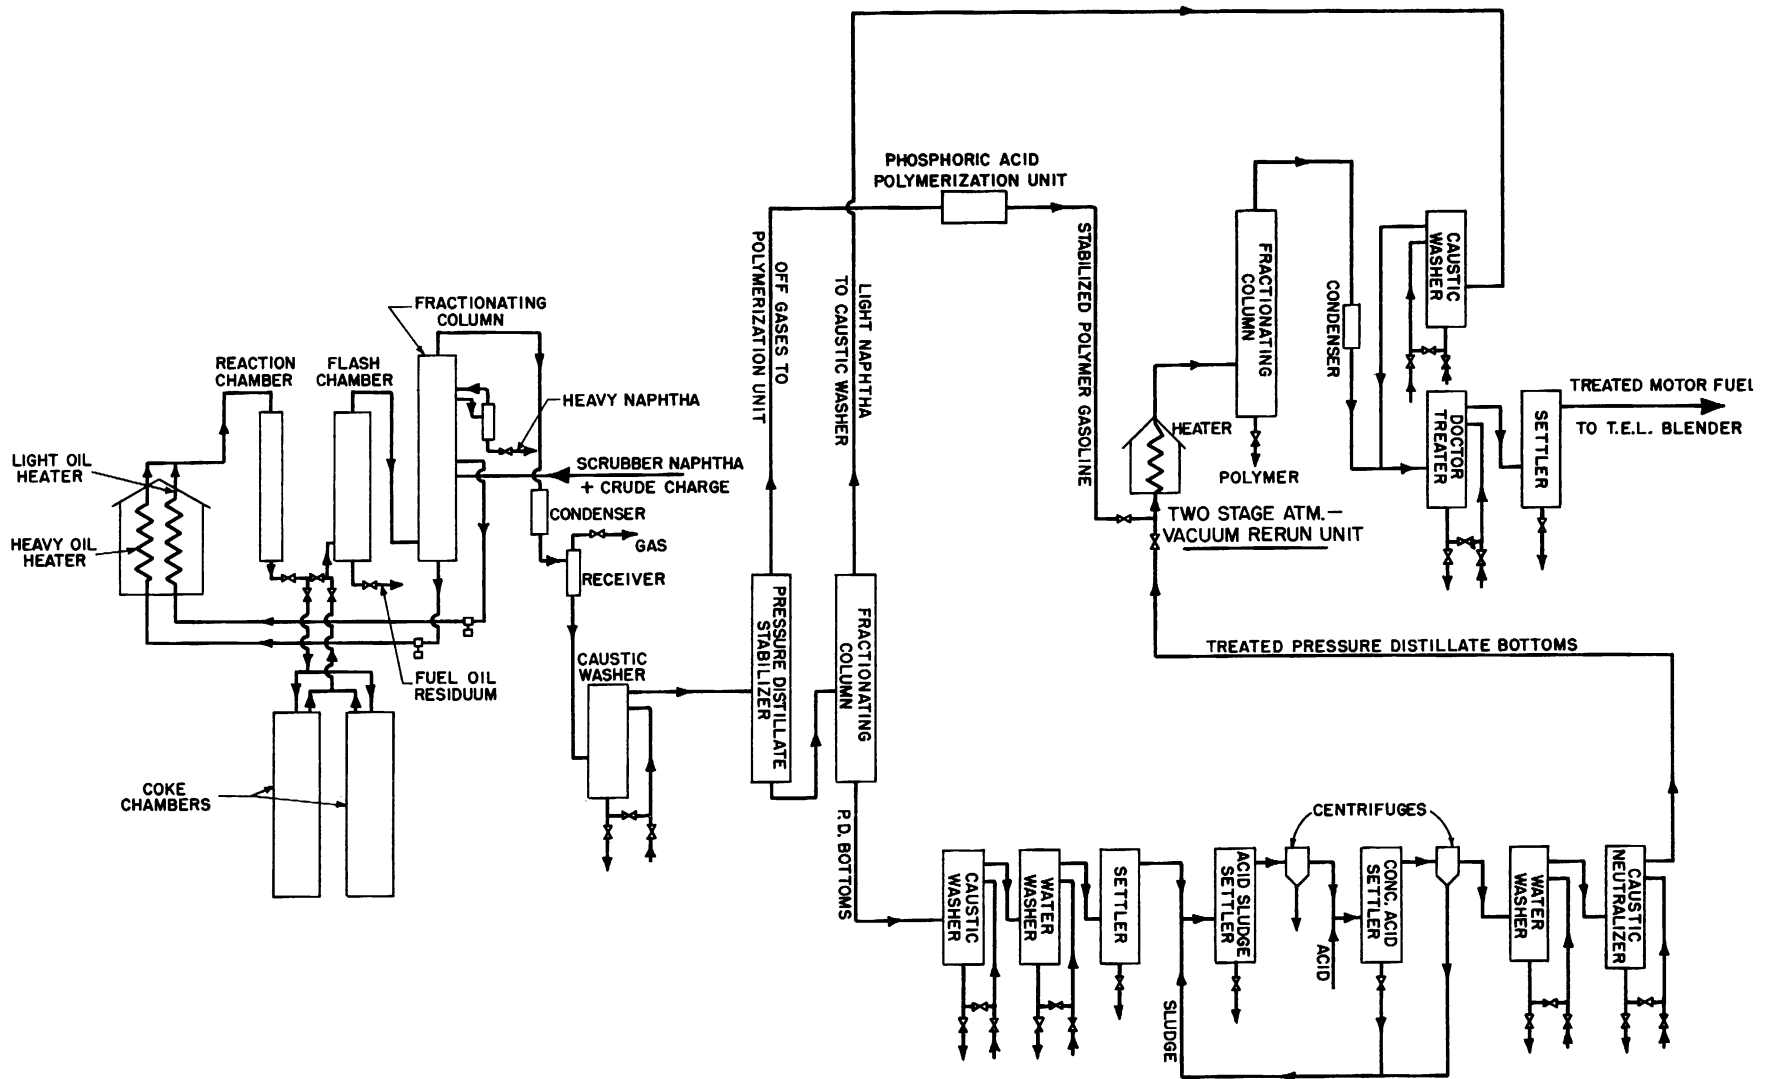 PHOSPHORIC ACID
POLYMERIZATION UNIT
OFF GASES TO
POLYMERIZATION UNIT
LIGHT NAPHTHA
TO CAUSTIC WASHER
STABILIZED POLYMER GASOLINE
FRACTIONATING
COLUMN
CONDENSER
CAUSTIC
WASHER
FRACTIONATING
COLUMN
REACTION
CHAMBER
FLASH
CHAMBER
HEAVY NAPHTHA
LIGHT OIL
HEATER
SCRUBBER NAPHTHA
+ CRUDE CHARGE
CONDENSER
HEAVY OIL
HEATER
GAS
RECEIVER
HEATER
POLYMER
TWO STAGE ATM.-
VACUUM RERUN UNIT
DOCTOR
TREATER
SETTLER
TREATED MOTOR FUEL
TO T.E.L. BLENDER
FUEL OIL
RESIDUUM
CAUSTIC
WASHER
PRESSURE DISTILLATE
STABILIZER
FRACTIONATING
COLUMN
TREATED PRESSURE DISTILLATE BOTTOMS
COKE
CHAMBERS
P.D. BOTTOMS
CENTRIFUGES
CAUSTIC
WASHER
WATER
WASHER
SETTLER
ACID SLUDGE
SETTLER
ACID
CONC. ACID
SETTLER
WATER
WASHER
CAUSTIC
NEUTRALIZER
SLUDGE